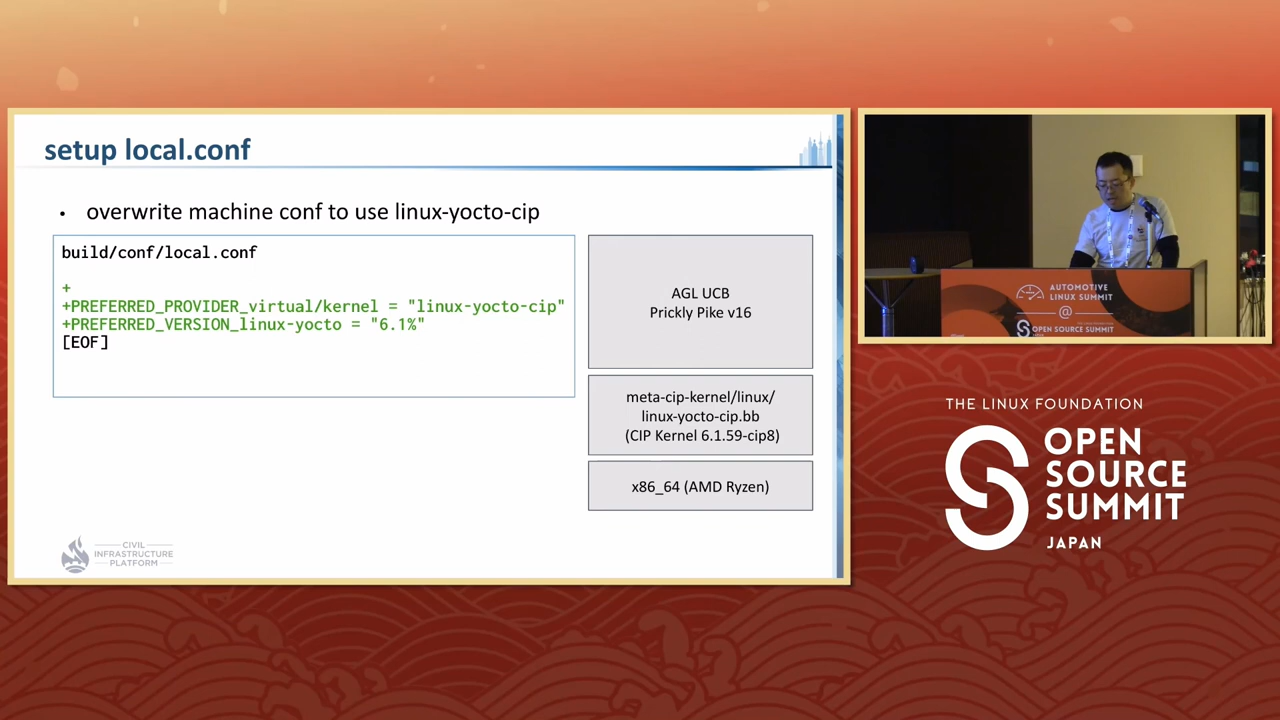 setup local.conf
• overwrite machine conf to use linux-yocto-cip
build/conf/local.conf
+
+PREFERRED_PROVIDER_virtual/kernel = "linux-yocto-cip"
+PREFERRED_VERSION_linux-yocto = "6.1%"
[EOF]
AGL UCB
Prickly Pike v16
meta-cip-kernel/linux/
linux-yocto-cip.bb
(CIP Kernel 6.1.59-cip8)
x86_64 (AMD Ryzen)
CIVIL
INFRASTRUCTURE
PLATFORM
AUTOMOTIVE
LINUX SUMMIT
@
OPEN SOURCE SUMMIT
THE LINUX FOUNDATION
OPEN
SOURCE
SUMMIT
JAPAN